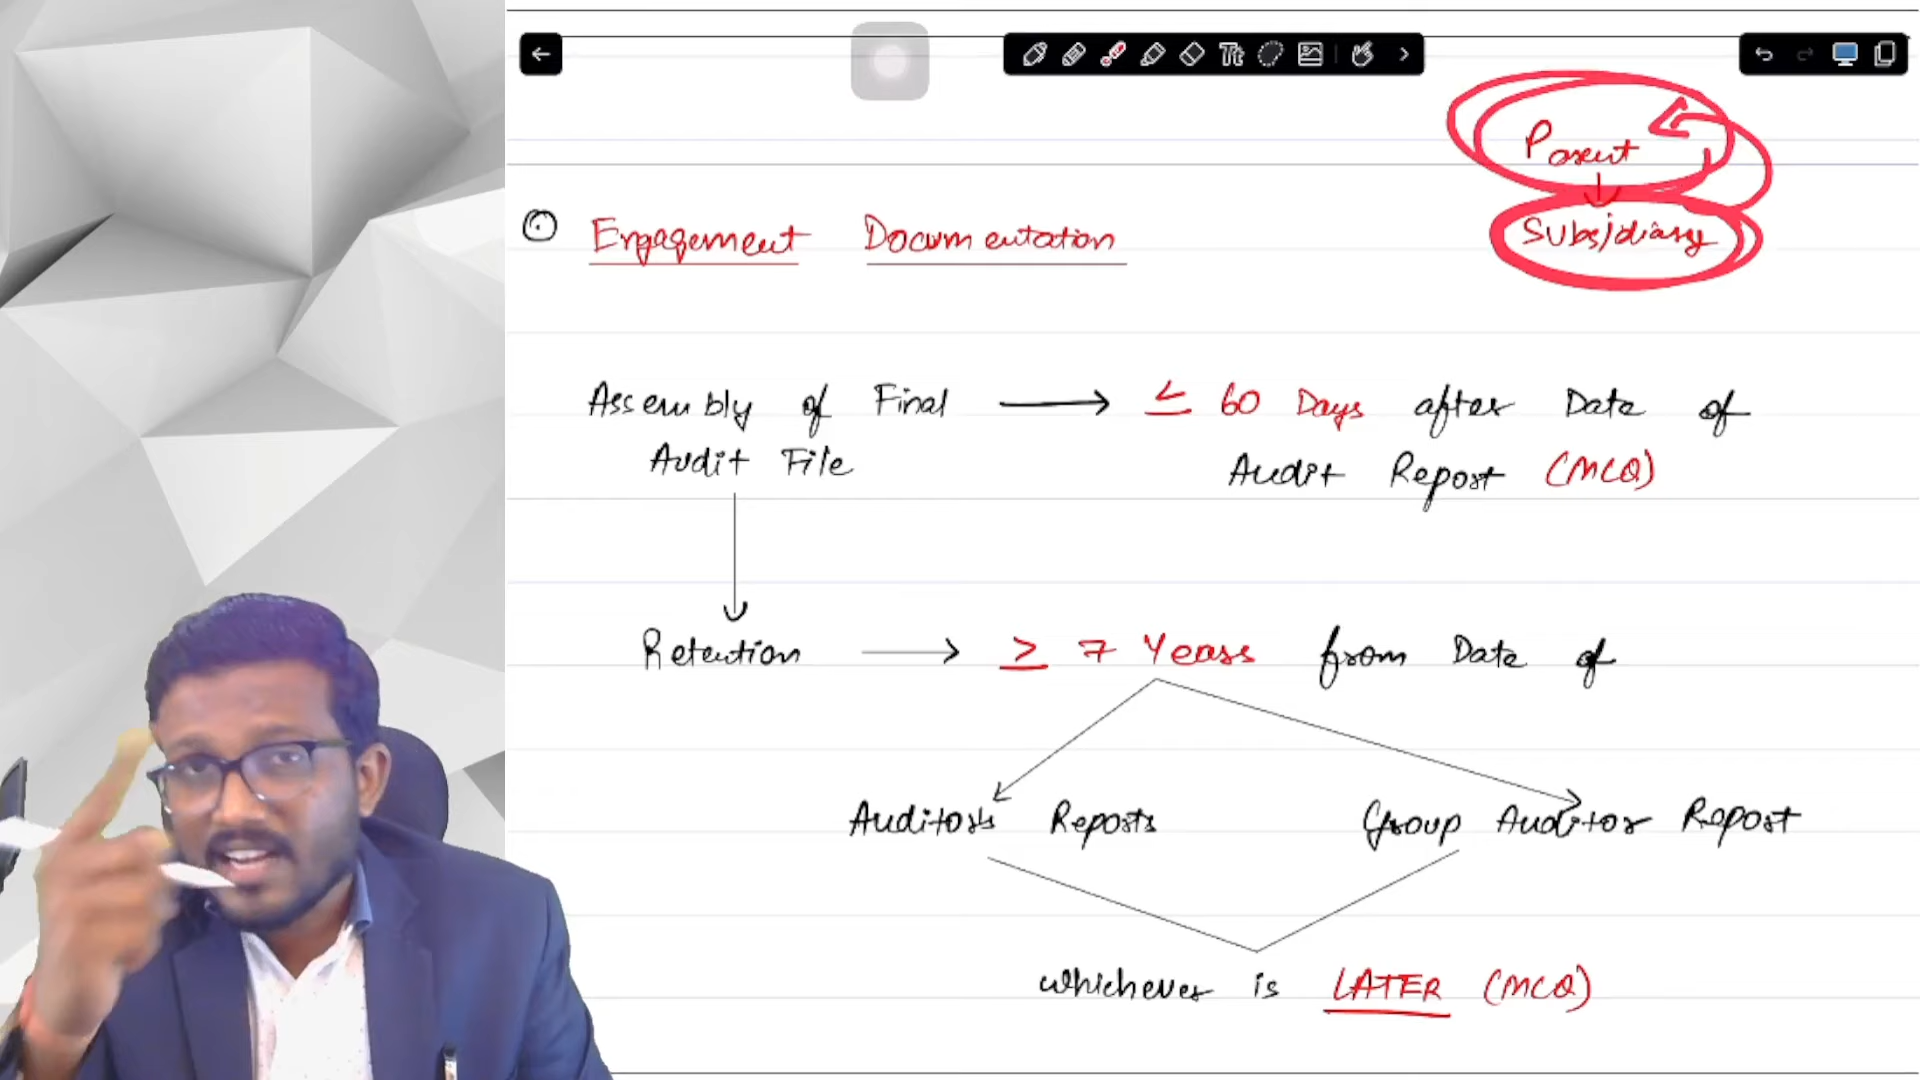 Parent
Subsidiary
Engagement Documentation
Assembly of Final → ≤ 60 Days after Date of
Audit File Audit Report (MCQ)
Retention → ≥ 7 Years from Date of
Auditor's Reports Group Auditor Report
whichever is LATER (MCQ)